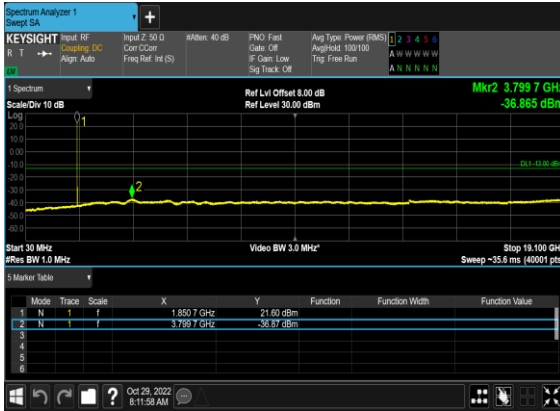 Spectrum Analyzer 1
Swept SA
KEYSIGHT
R T
Input: RF
Coupling: DC
Align: Auto
Input Z: 50 Ω
Corr CCorr
Freq Ref: Int (S)
#Atten: 40 dB
PNO: Fast
Gate: Off
IF Gain: Low
Sig Track: Off
Avg Type: Power (RMS)
Avg|Hold: 100/100
Trig: Free Run
1 2 3 4 5 6
A W W W W W
A N N N N N
1 Spectrum
Scale/Div 10 dB
Ref Lvl Offset 8.00 dB
Ref Level 30.00 dBm
Mkr2 3.799 7 GHz
-36.865 dBm
Log
20.0
10.0
0.00
-10.0
-20.0
-30.0
-40.0
-50.0
-60.0
1
2
DL1 -13.00 dBm
Start 30 MHz
#Res BW 1.0 MHz
Video BW 3.0 MHz*
Stop 19.100 GHz
Sweep ~35.6 ms (40001 pts)
5 Marker Table
Mode Trace Scale X Y Function Function Width Function Value
1 N 1 f 1.850 7 GHz 21.60 dBm
2 N 1 f 3.799 7 GHz -36.87 dBm
3
4
5
6
Oct 29, 2022
8:11:58 AM